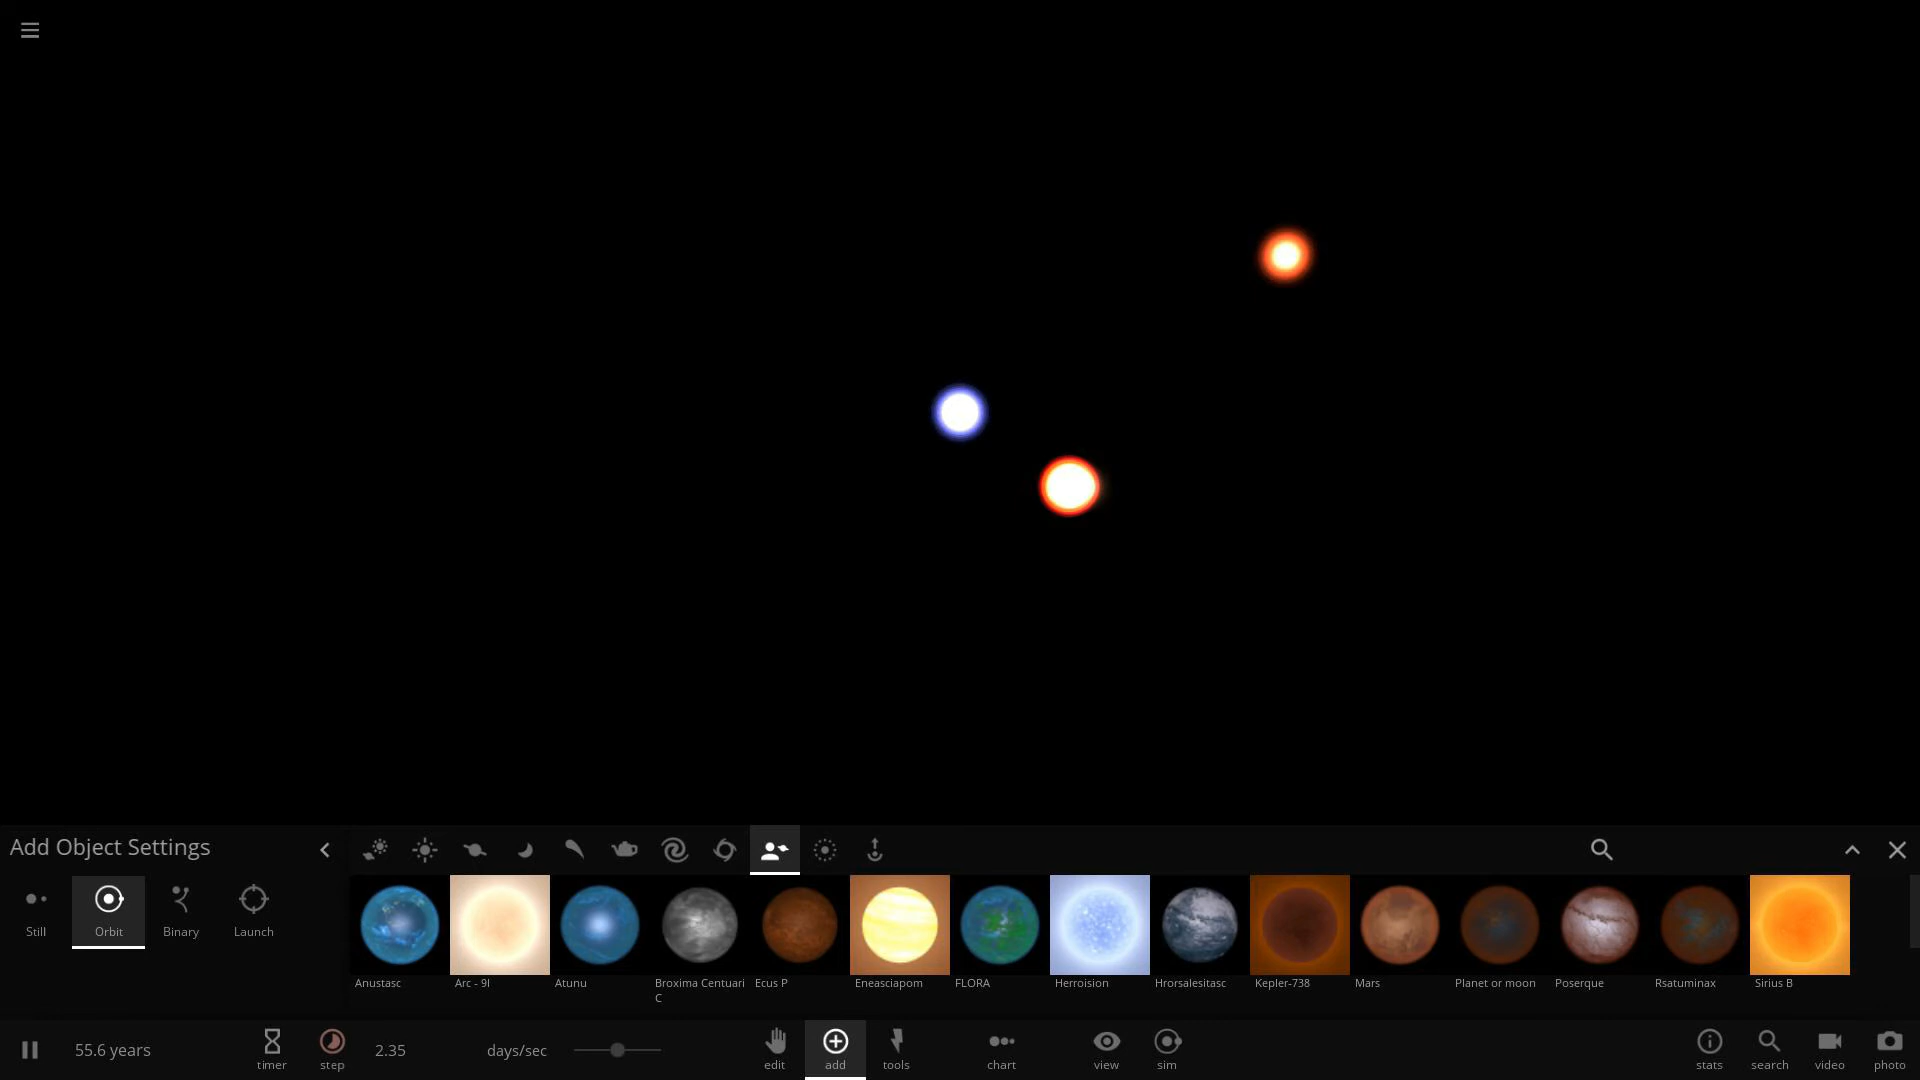 Add Object Settings
Still
Orbit
Binary
Launch
Anustasc
Arc - 9l
Atunu
Broxima Centuari
C
Ecus P
Eneasciapom
FLORA
Herroision
Hrorsalesitasc
Kepler-738
Mars
Planet or moon
Poserque
Rsatuminax
Sirius B
55.6 years
timer
step
2.35
days/sec
edit
add
tools
chart
view
sim
stats
search
video
photo